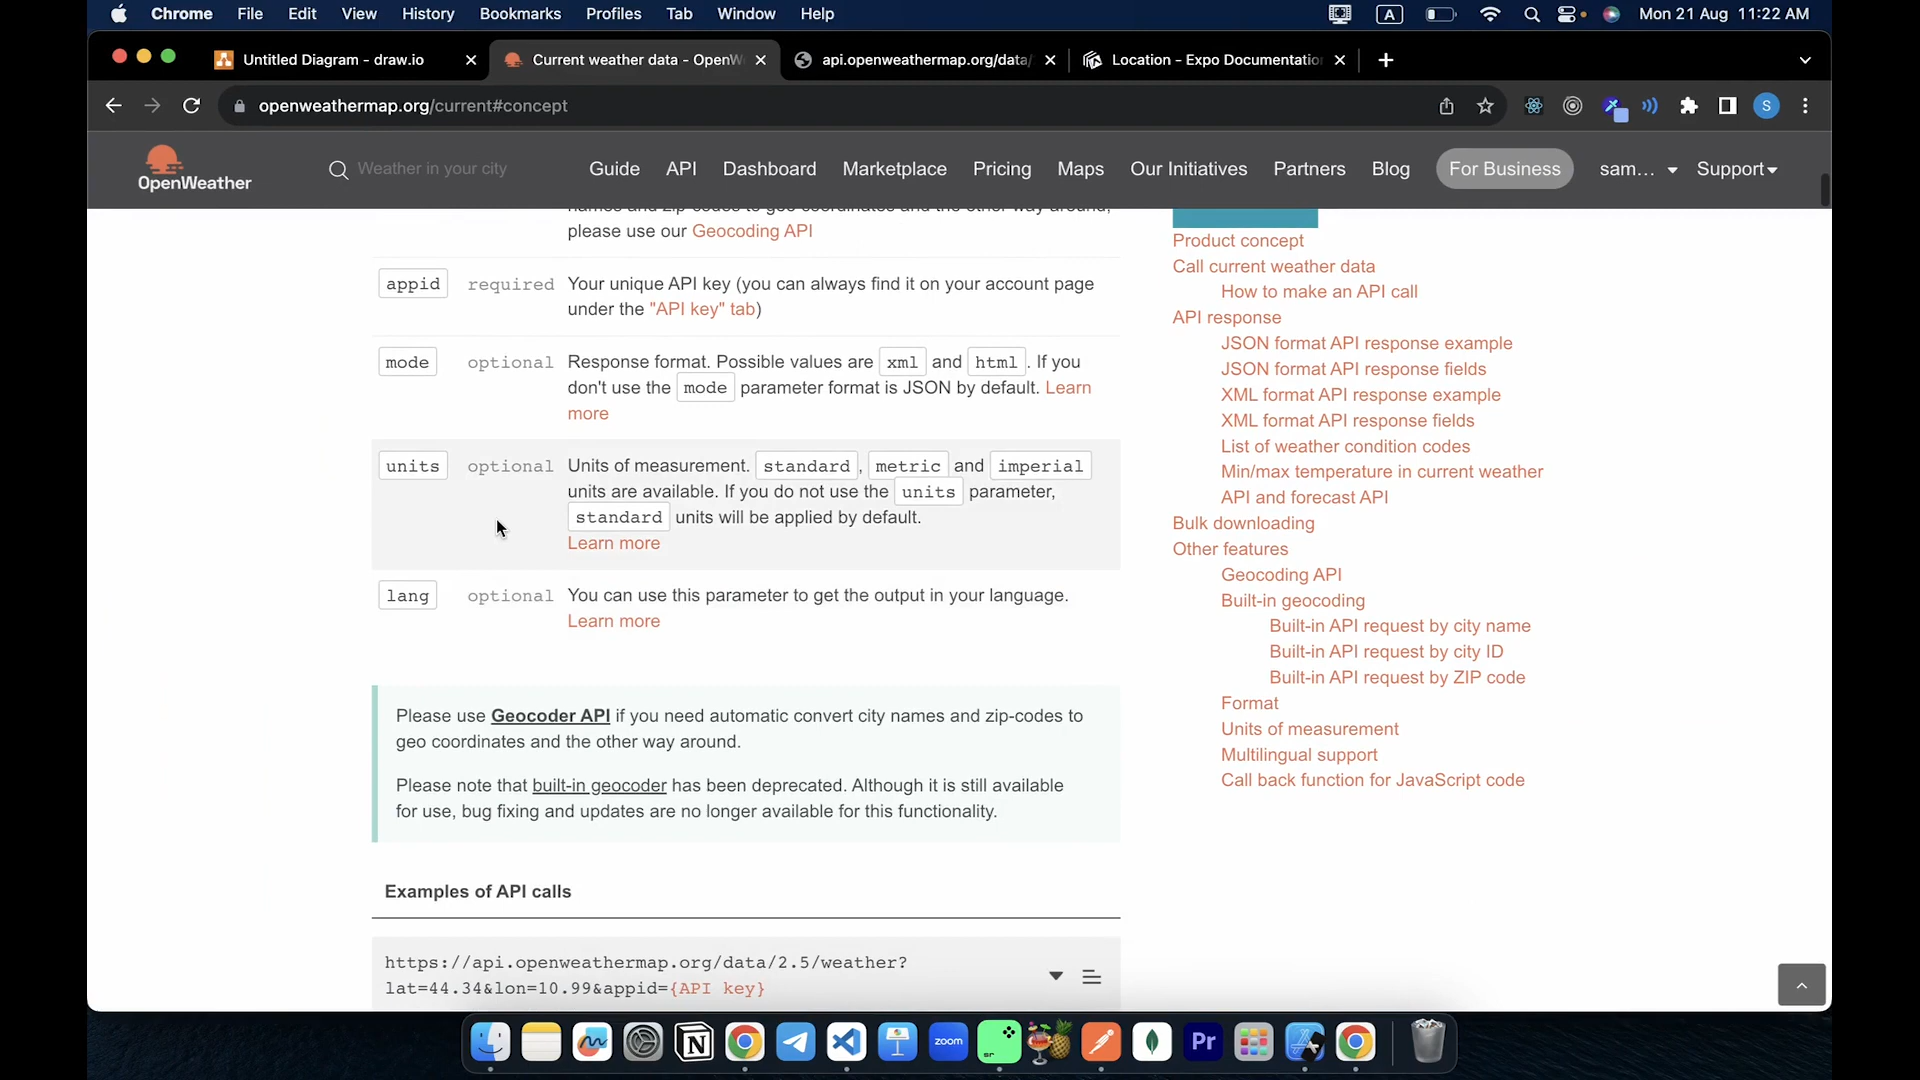 Chrome File Edit View History Bookmarks Profiles Tab Window Help A Mon 21 Aug 11:22 AM
Untitled Diagram - draw.io Current weather data - OpenW api.openweathermap.org/data/ Location - Expo Documentatio
openweathermap.org/current#concept S
OpenWeather Weather in your city Guide API Dashboard Marketplace Pricing Maps Our Initiatives Partners Blog For Business sam... Support
names and zip-codes to geo coordinates and the other way around,
please use our Geocoding API
appid required Your unique API key (you can always find it on your account page
under the "API key" tab)
mode optional Response format. Possible values are xml and html . If you
don't use the mode parameter format is JSON by default. Learn
more
units optional Units of measurement. standard , metric and imperial
units are available. If you do not use the units parameter,
standard units will be applied by default.
Learn more
lang optional You can use this parameter to get the output in your language.
Learn more
Please use Geocoder API if you need automatic convert city names and zip-codes to
geo coordinates and the other way around.
Please note that built-in geocoder has been deprecated. Although it is still available
for use, bug fixing and updates are no longer available for this functionality.
Examples of API calls
https://api.openweathermap.org/data/2.5/weather?
lat=44.34&lon=10.99&appid={API key}
Product concept
Call current weather data
How to make an API call
API response
JSON format API response example
JSON format API response fields
XML format API response example
XML format API response fields
List of weather condition codes
Min/max temperature in current weather
API and forecast API
Bulk downloading
Other features
Geocoding API
Built-in geocoding
Built-in API request by city name
Built-in API request by city ID
Built-in API request by ZIP code
Format
Units of measurement
Multilingual support
Call back function for JavaScript code
zoom sr Pr